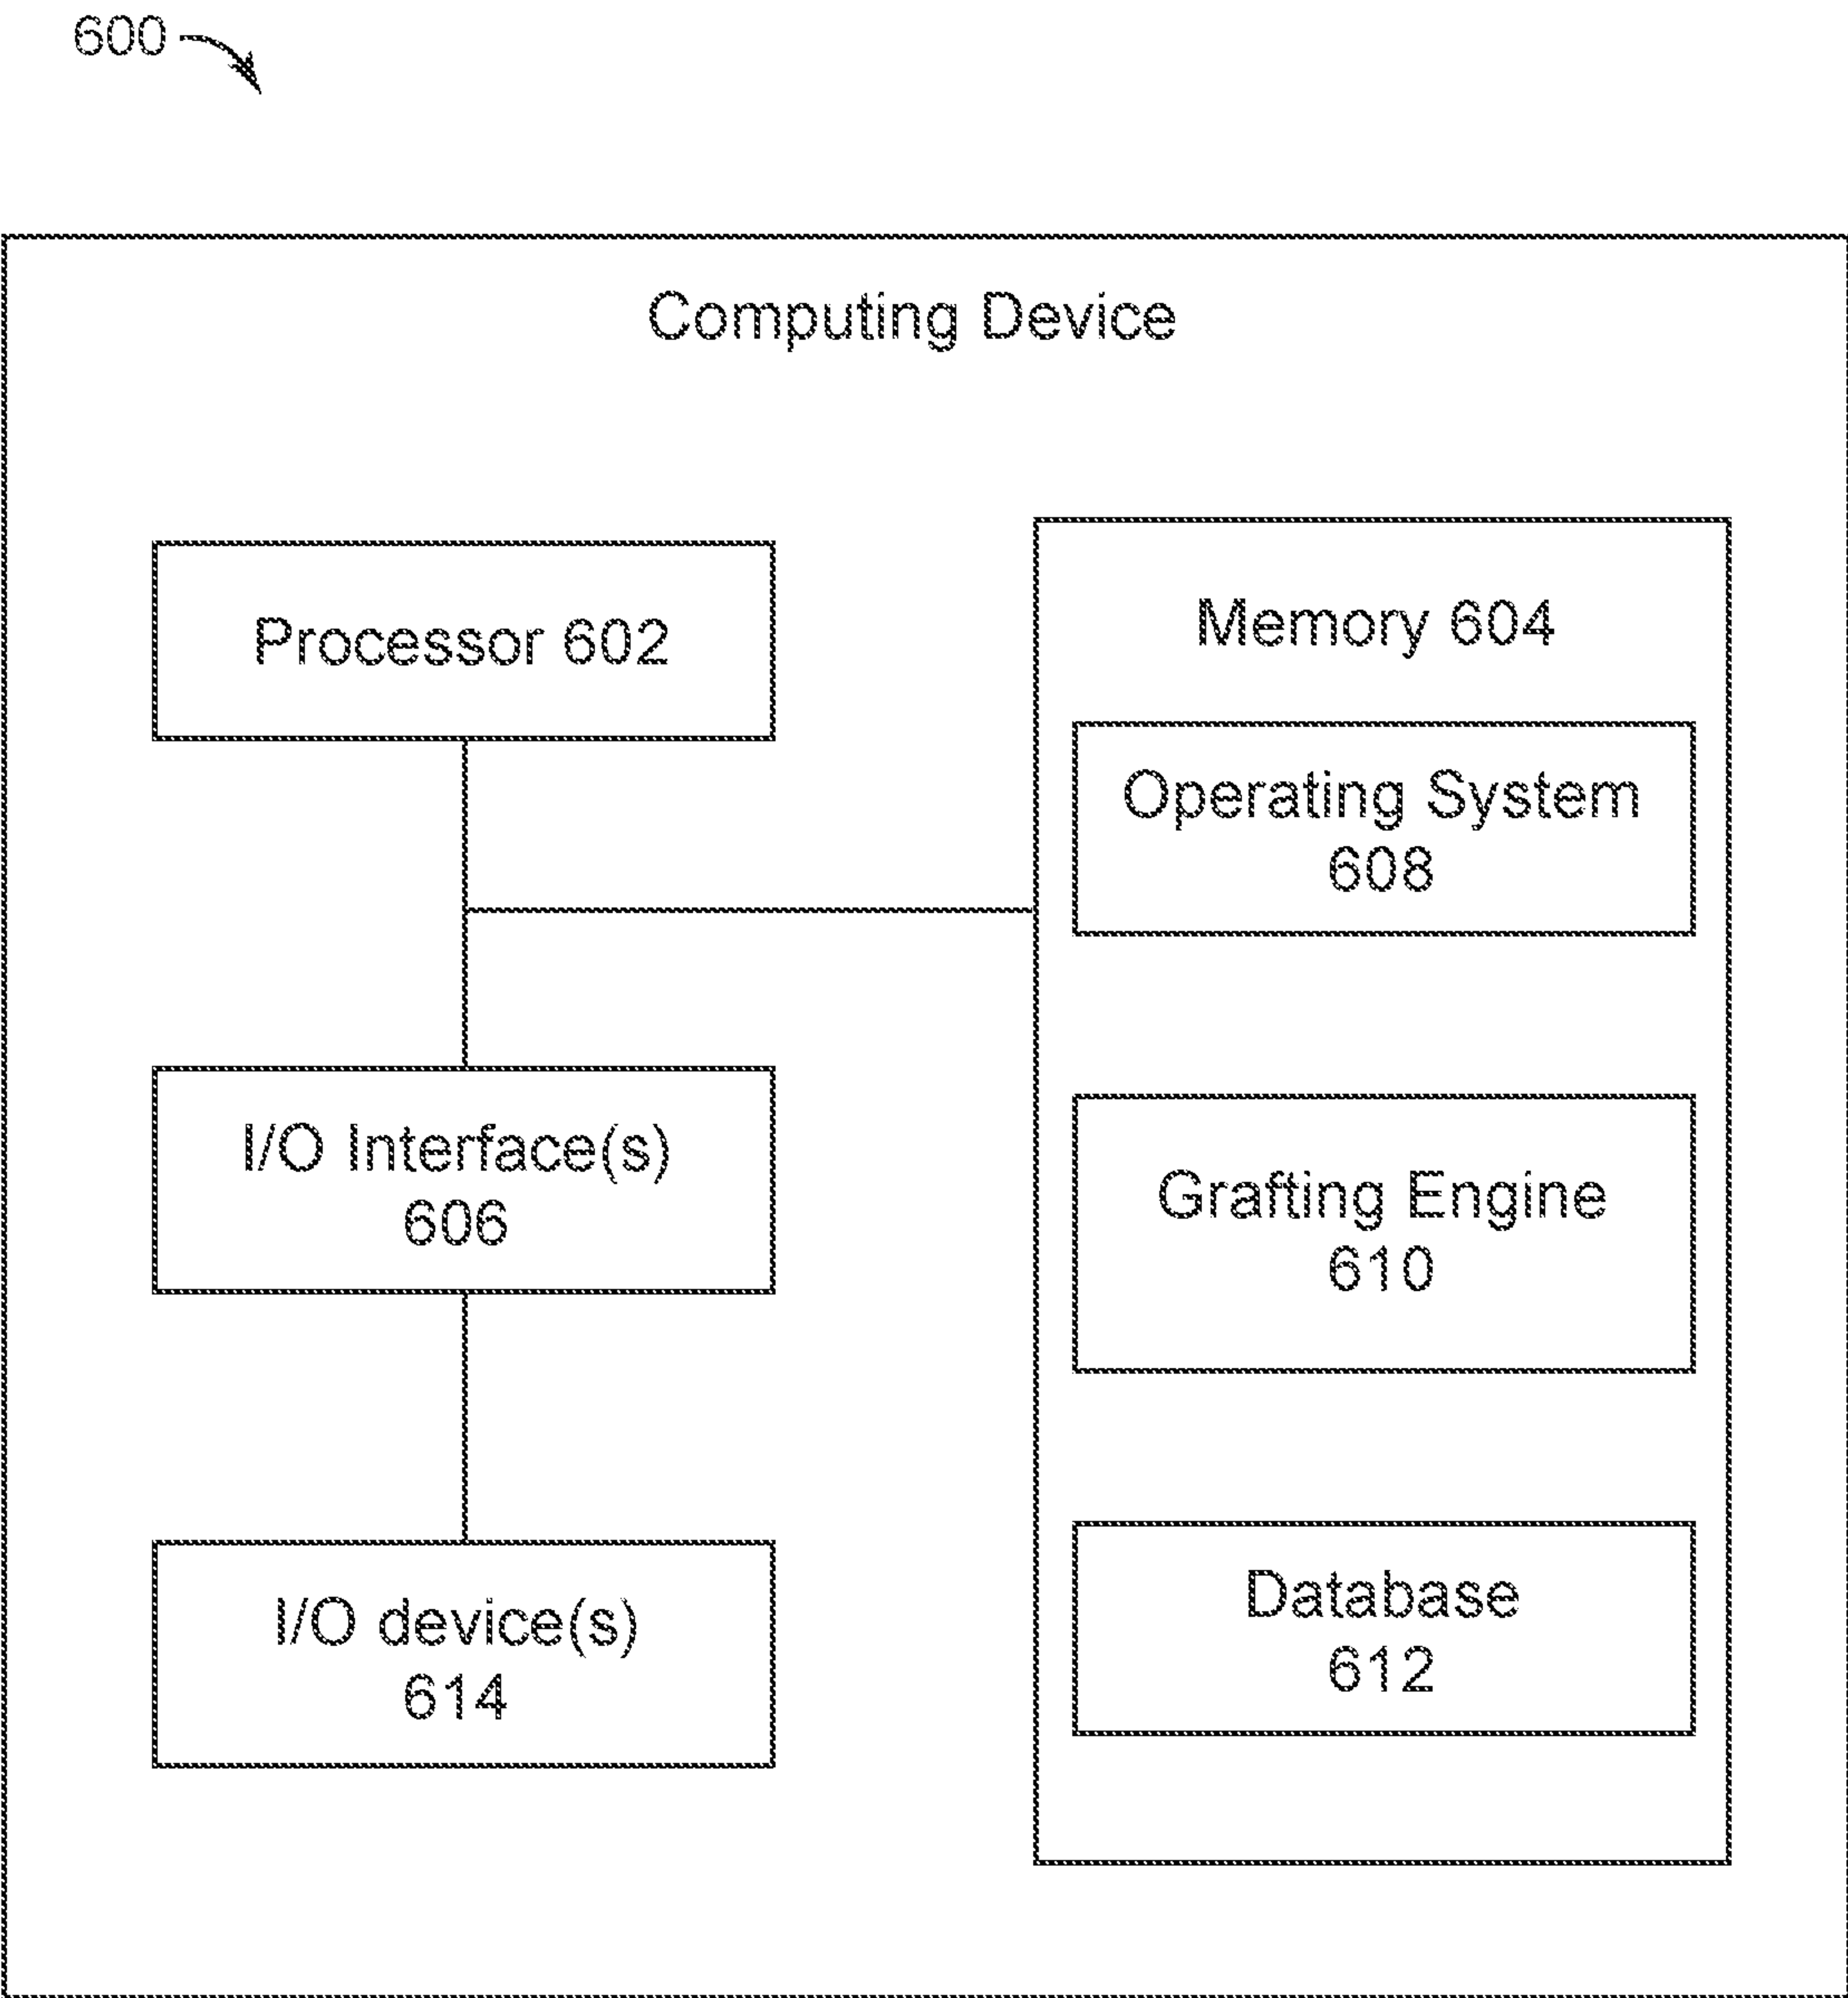 600
Computing Device
Processor 602
Memory 604
Operating System
608
I/O Interface(s)
606
Grafting Engine
610
I/O device(s)
614
Database
612